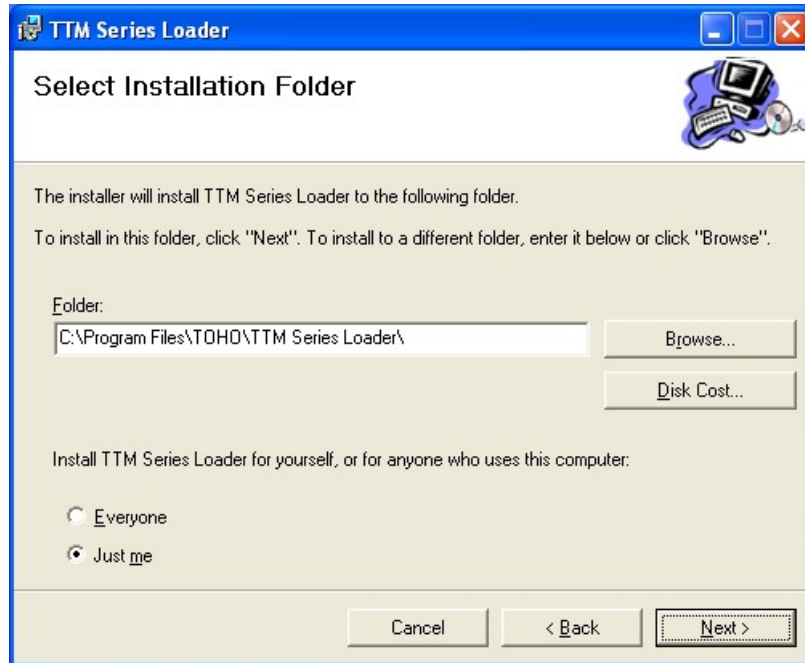 TTM Series Loader
Select Installation Folder
The installer will install TTM Series Loader to the following folder.
To install in this folder, click "Next". To install to a different folder, enter it below or click "Browse".
Folder:
C:\Program Files\TOHO\TTM Series Loader\
Browse...
Disk Cost...
Install TTM Series Loader for yourself, or for anyone who uses this computer:
Everyone
Just me
Cancel
< Back
Next >